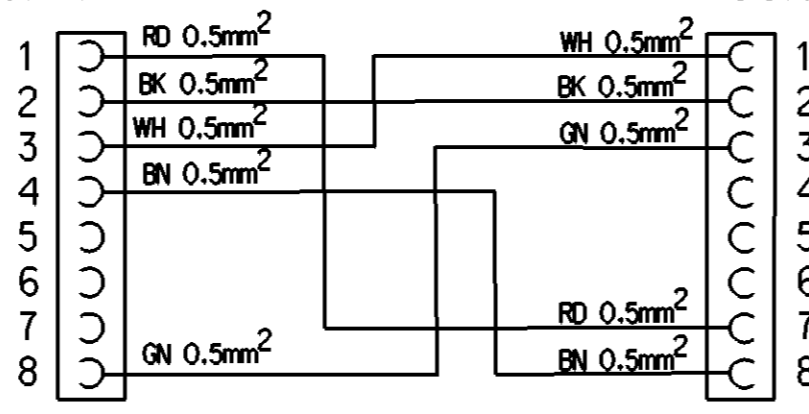 1 RD 0.5mm² WH 0.5mm² 1
2 BK 0.5mm² BK 0.5mm² 2
3 WH 0.5mm² GN 0.5mm² 3
4 BN 0.5mm² 4
5 5
6 6
7 RD 0.5mm² 7
8 GN 0.5mm² BN 0.5mm² 8